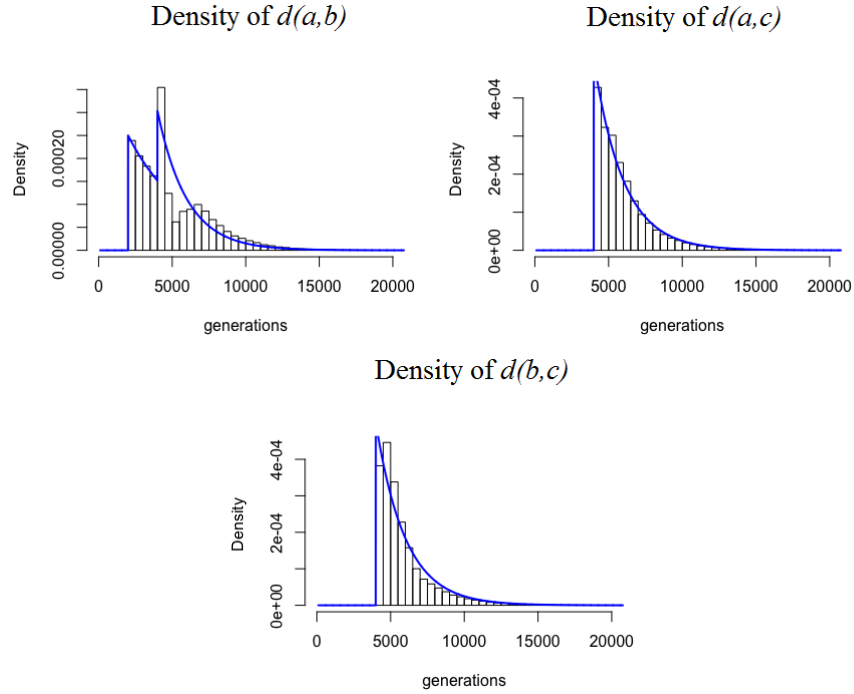 Density of d(a,b)
Density
0.00000
0.00020
0
5000
10000
15000
20000
generations
Density of d(a,c)
Density
0e+00
2e-04
4e-04
0
5000
10000
15000
20000
generations
Density of d(b,c)
Density
0e+00
2e-04
4e-04
0
5000
10000
15000
20000
generations